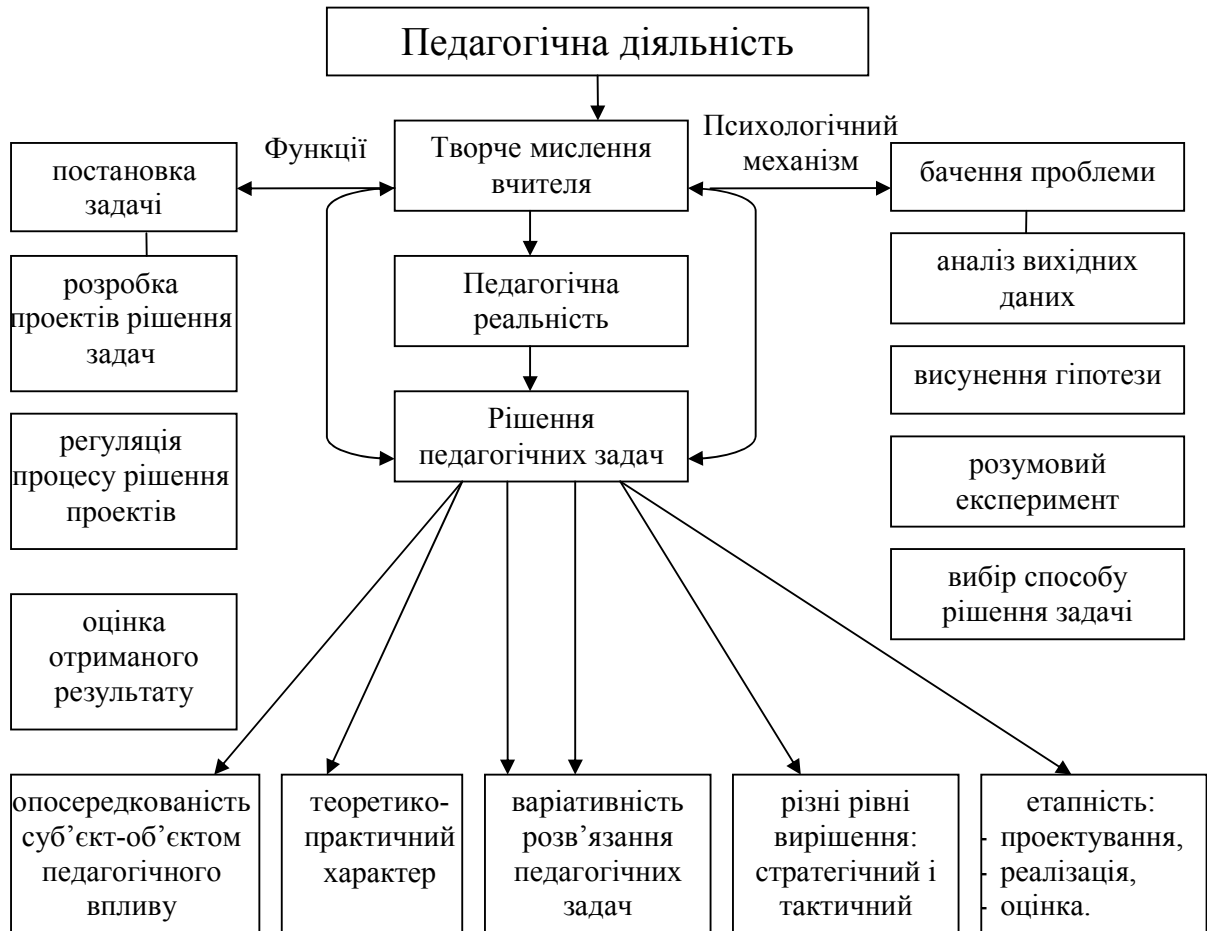 Педагогічна діяльність
Функції
Творче мислення
вчителя
Психологічний
механізм
постановка
задачі
розробка
проектів рішення
задач
регуляція
процесу рішення
проектів
оцінка
отриманого
результату
Педагогічна
реальність
Рішення
педагогічних задач
бачення проблеми
аналіз вихідних
даних
висунення гіпотези
розумовий
експеримент
вибір способу
рішення задачі
опосередкованість
суб’єкт-об’єктом
педагогічного
впливу
теоретико-
практичний
характер
варіативність
розв’язання
педагогічних
задач
різні рівні
вирішення:
стратегічний і
тактичний
етапність:
- проектування,
- реалізація,
- оцінка.